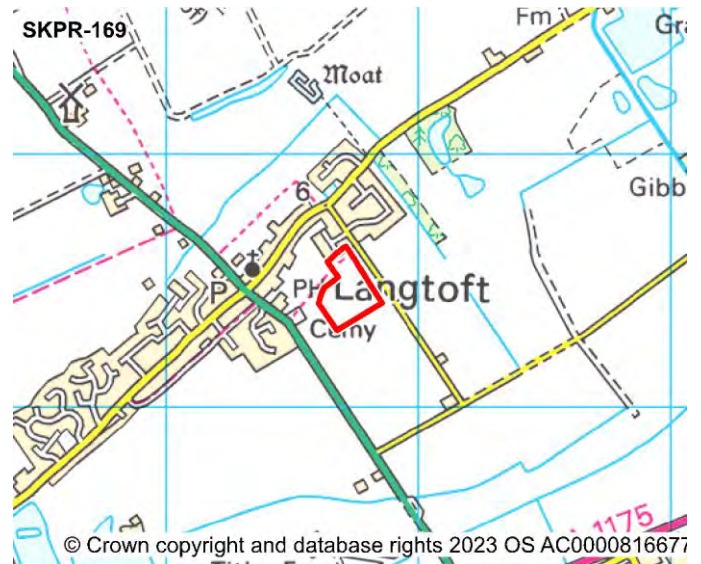 SKPR-169
Fm
Gra
Moat
6
Gibb
P
PH
Langtoft
Cemy
1175
© Crown copyright and database rights 2023 OS AC0000816677